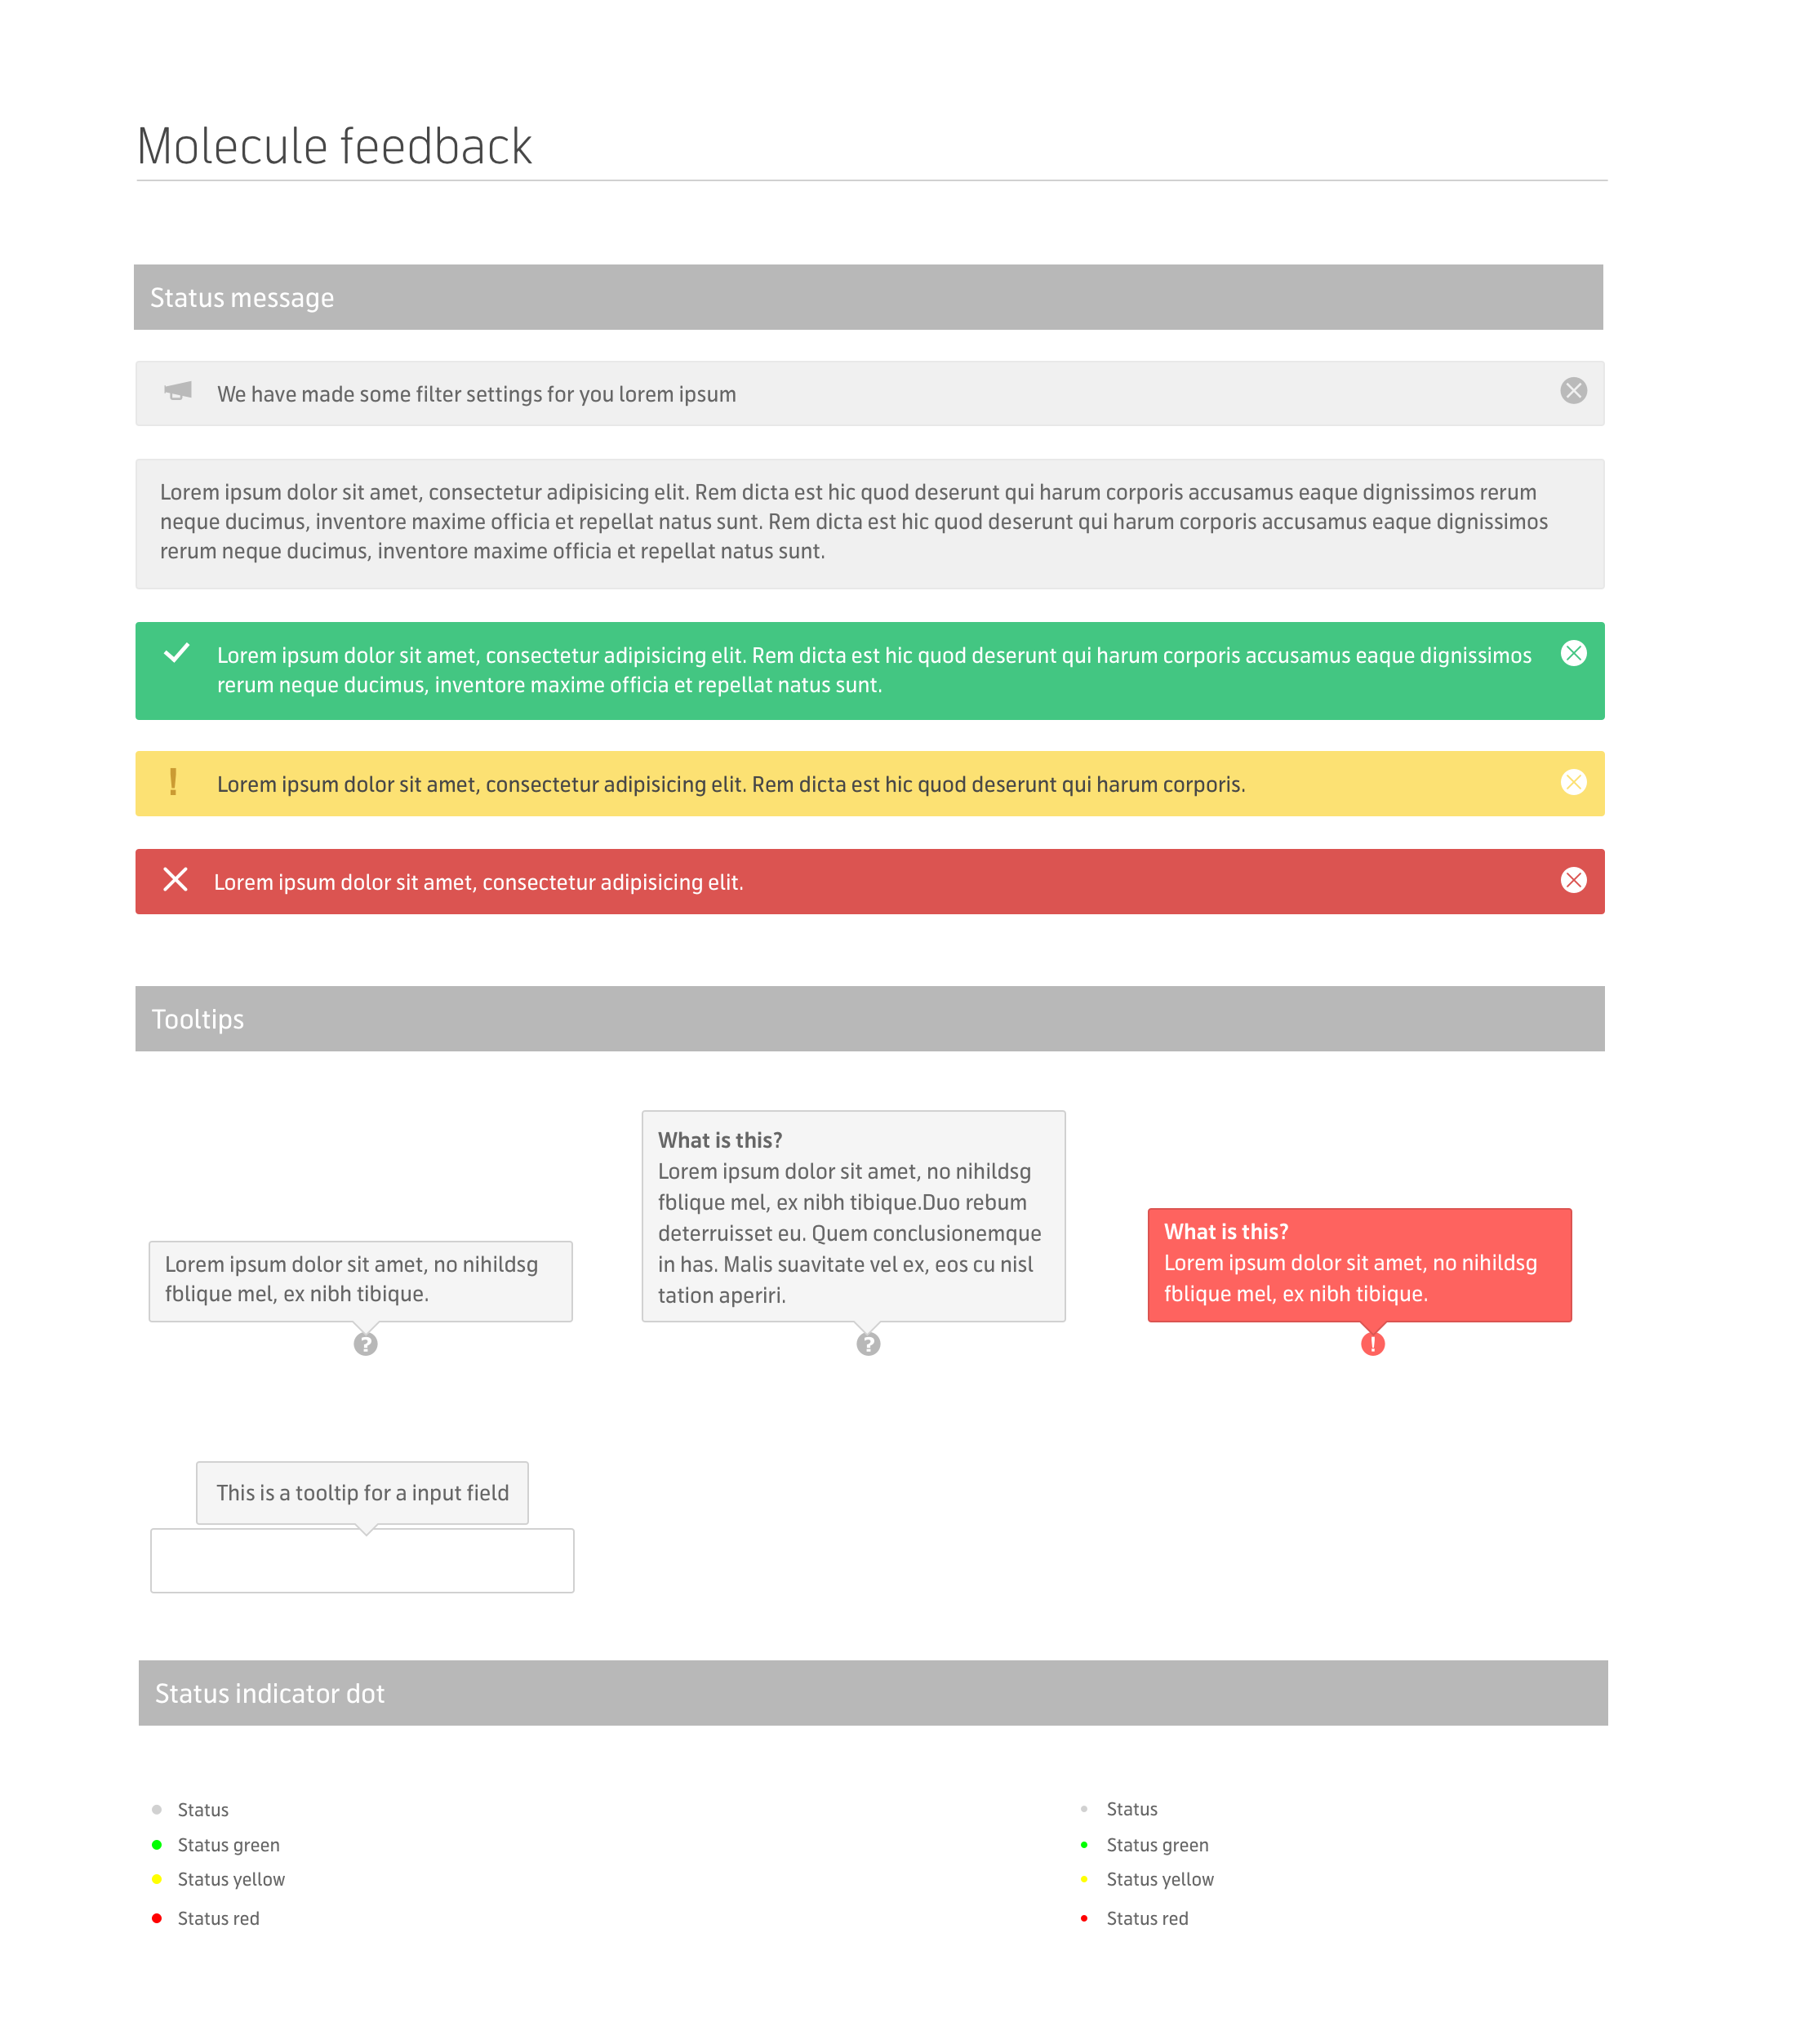 Molecule feedback
Status message
We have made some filter settings for you lorem ipsum
Lorem ipsum dolor sit amet, consectetur adipisicing elit. Rem dicta est hic quod deserunt qui harum corporis accusamus eaque dignissimos rerum
neque ducimus, inventore maxime officia et repellat natus sunt. Rem dicta est hic quod deserunt qui harum corporis accusamus eaque dignissimos
rerum neque ducimus, inventore maxime officia et repellat natus sunt.
Lorem ipsum dolor sit amet, consectetur adipisicing elit. Rem dicta est hic quod deserunt qui harum corporis accusamus eaque dignissimos
rerum neque ducimus, inventore maxime officia et repellat natus sunt.
Lorem ipsum dolor sit amet, consectetur adipisicing elit. Rem dicta est hic quod deserunt qui harum corporis.
Lorem ipsum dolor sit amet, consectetur adipisicing elit.
Tooltips
Lorem ipsum dolor sit amet, no nihildsg
fblique mel, ex nibh tibique.
What is this?
Lorem ipsum dolor sit amet, no nihildsg
fblique mel, ex nibh tibique.Duo rebum
deterruisset eu. Quem conclusionemque
in has. Malis suavitate vel ex, eos cu nisl
tation aperiri.
What is this?
Lorem ipsum dolor sit amet, no nihildsg
fblique mel, ex nibh tibique.
This is a tooltip for a input field
Status indicator dot
Status
Status green
Status yellow
Status red
Status
Status green
Status yellow
Status red